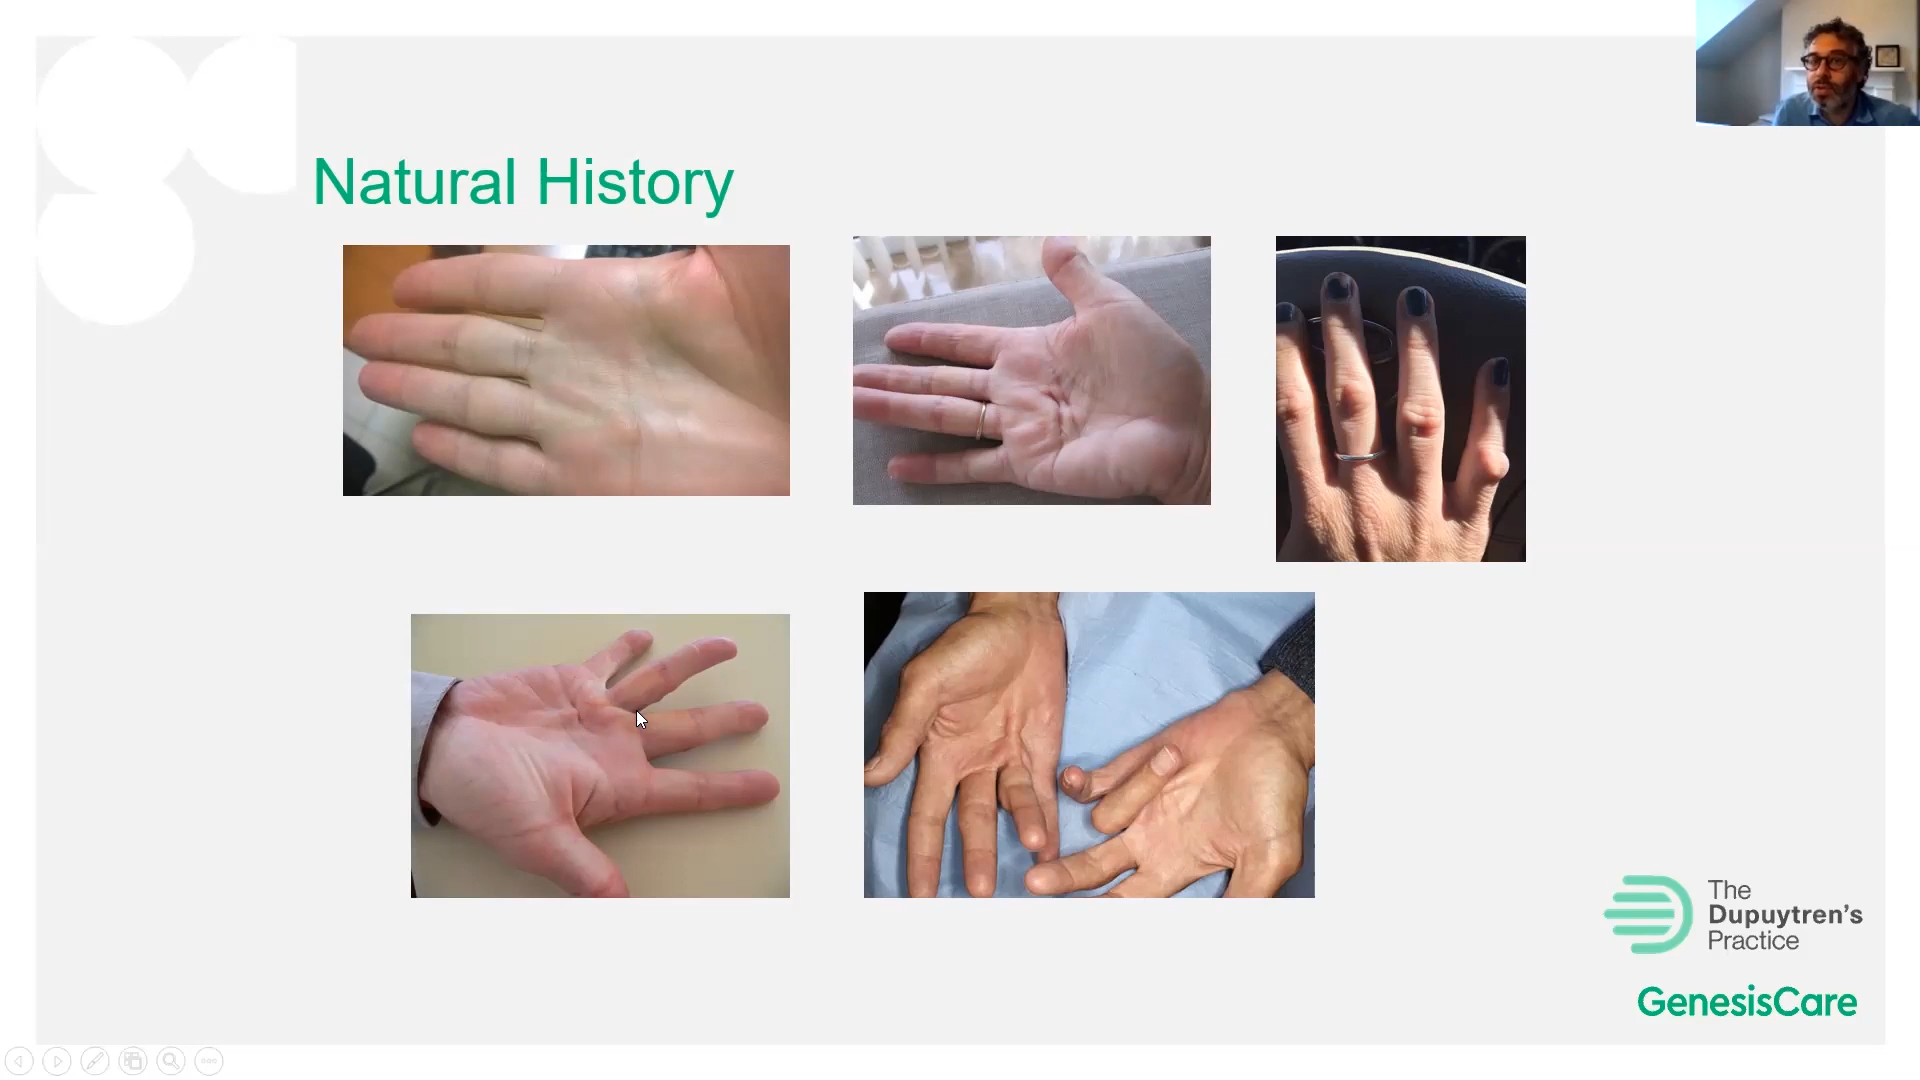 Natural History
The
Dupuytren’s
Practice
GenesisCare